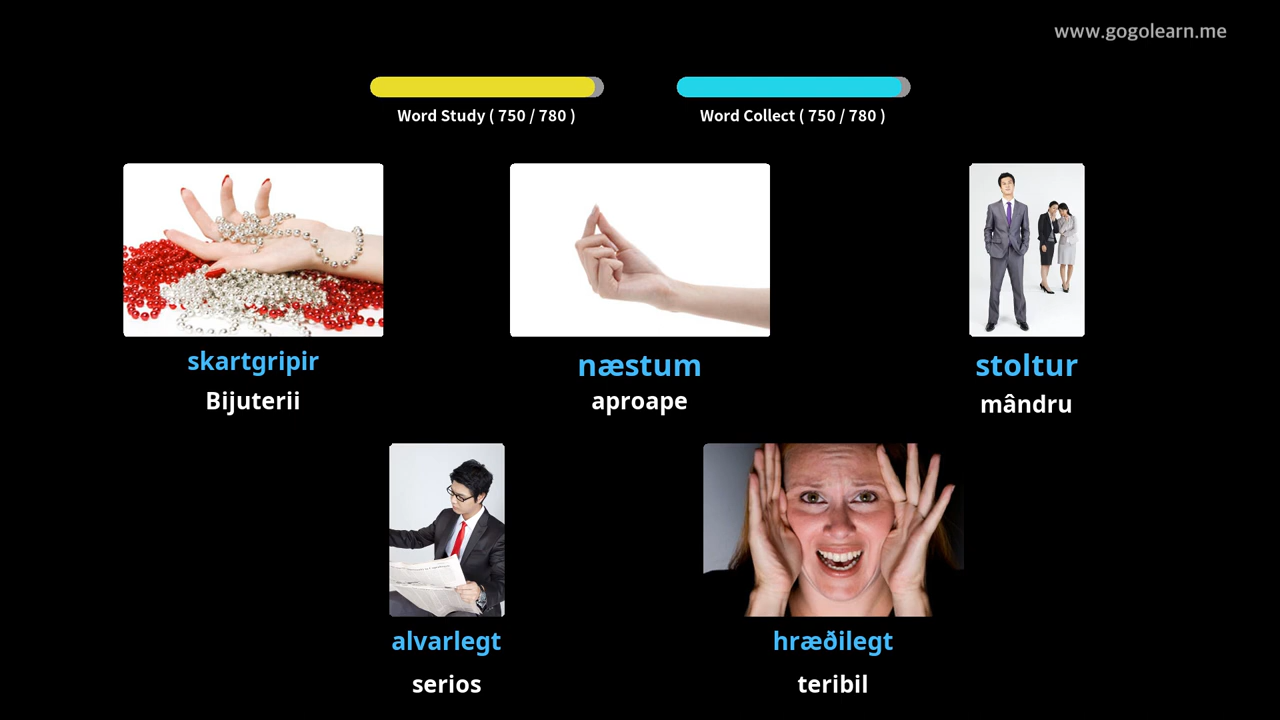 www.gogolearn.me
Word Study ( 750 / 780 )
Word Collect ( 750 / 780 )
skartgripir
Bijuterii
næstum
aproape
stoltur
mândru
alvarlegt
serios
hræðilegt
teribil